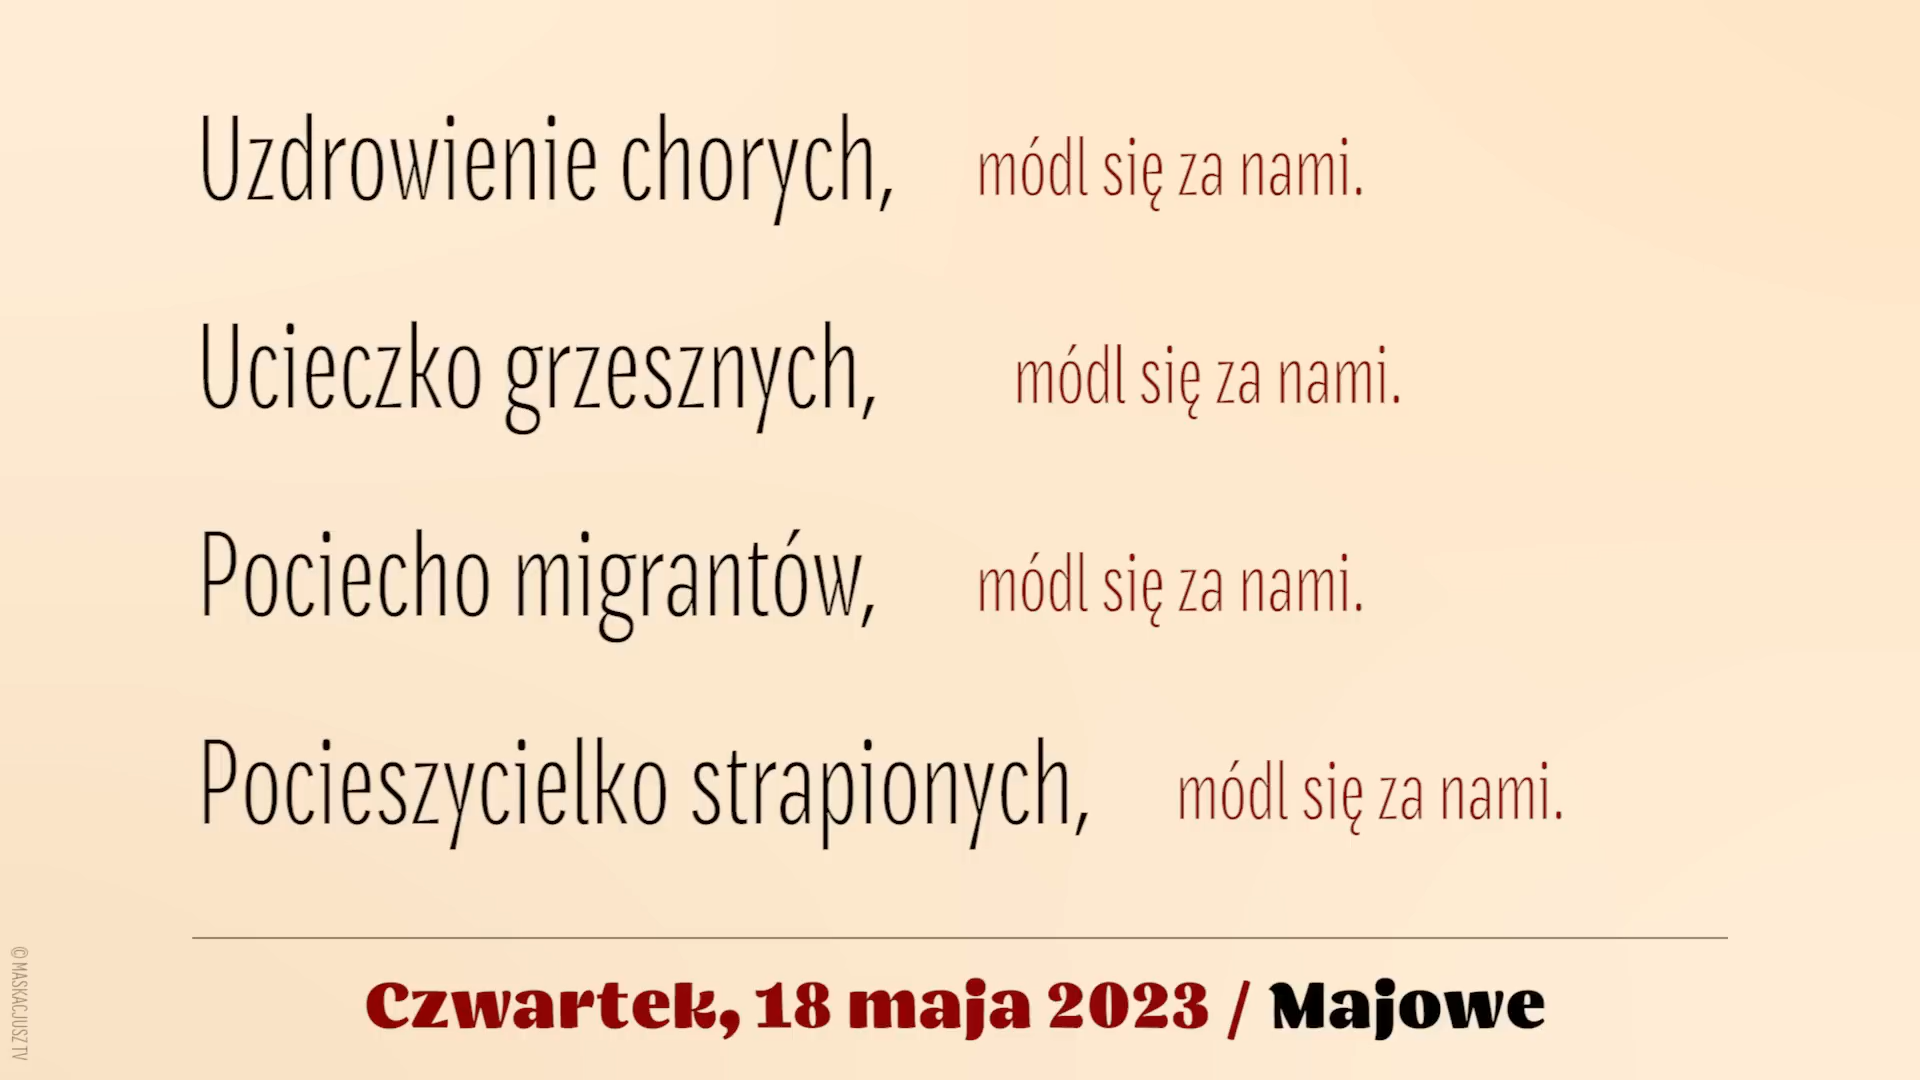 Uzdrowienie chorych, módl się za nami.
Ucieczko grzesznych, módl się za nami.
Pociecho migrantów, módl się za nami.
Pocieszycielko strapionych, módl się za nami.
Czwartek, 18 maja 2023 / Majowe
© MASKACJUSZ TV